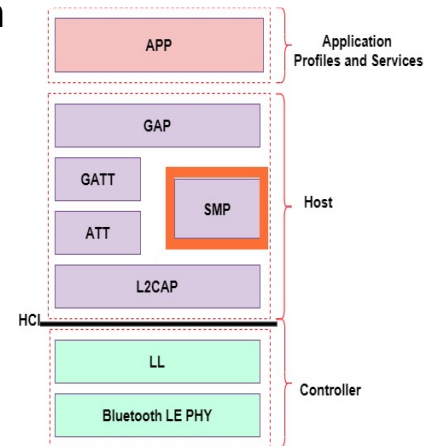 APP
Application
Profiles and Services
GAP
GATT
SMP
Host
ATT
L2CAP
HCI
LL
Controller
Bluetooth LE PHY